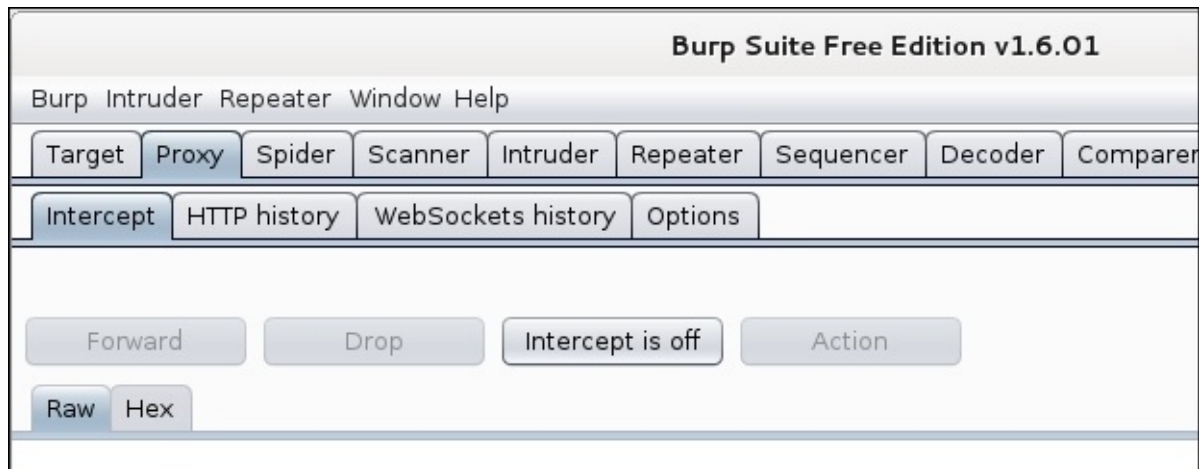 Burp Suite Free Edition v1.6.01
Burp Intruder Repeater Window Help
Target Proxy Spider Scanner Intruder Repeater Sequencer Decoder Comparer
Intercept HTTP history WebSockets history Options
Forward Drop Intercept is off Action
Raw Hex